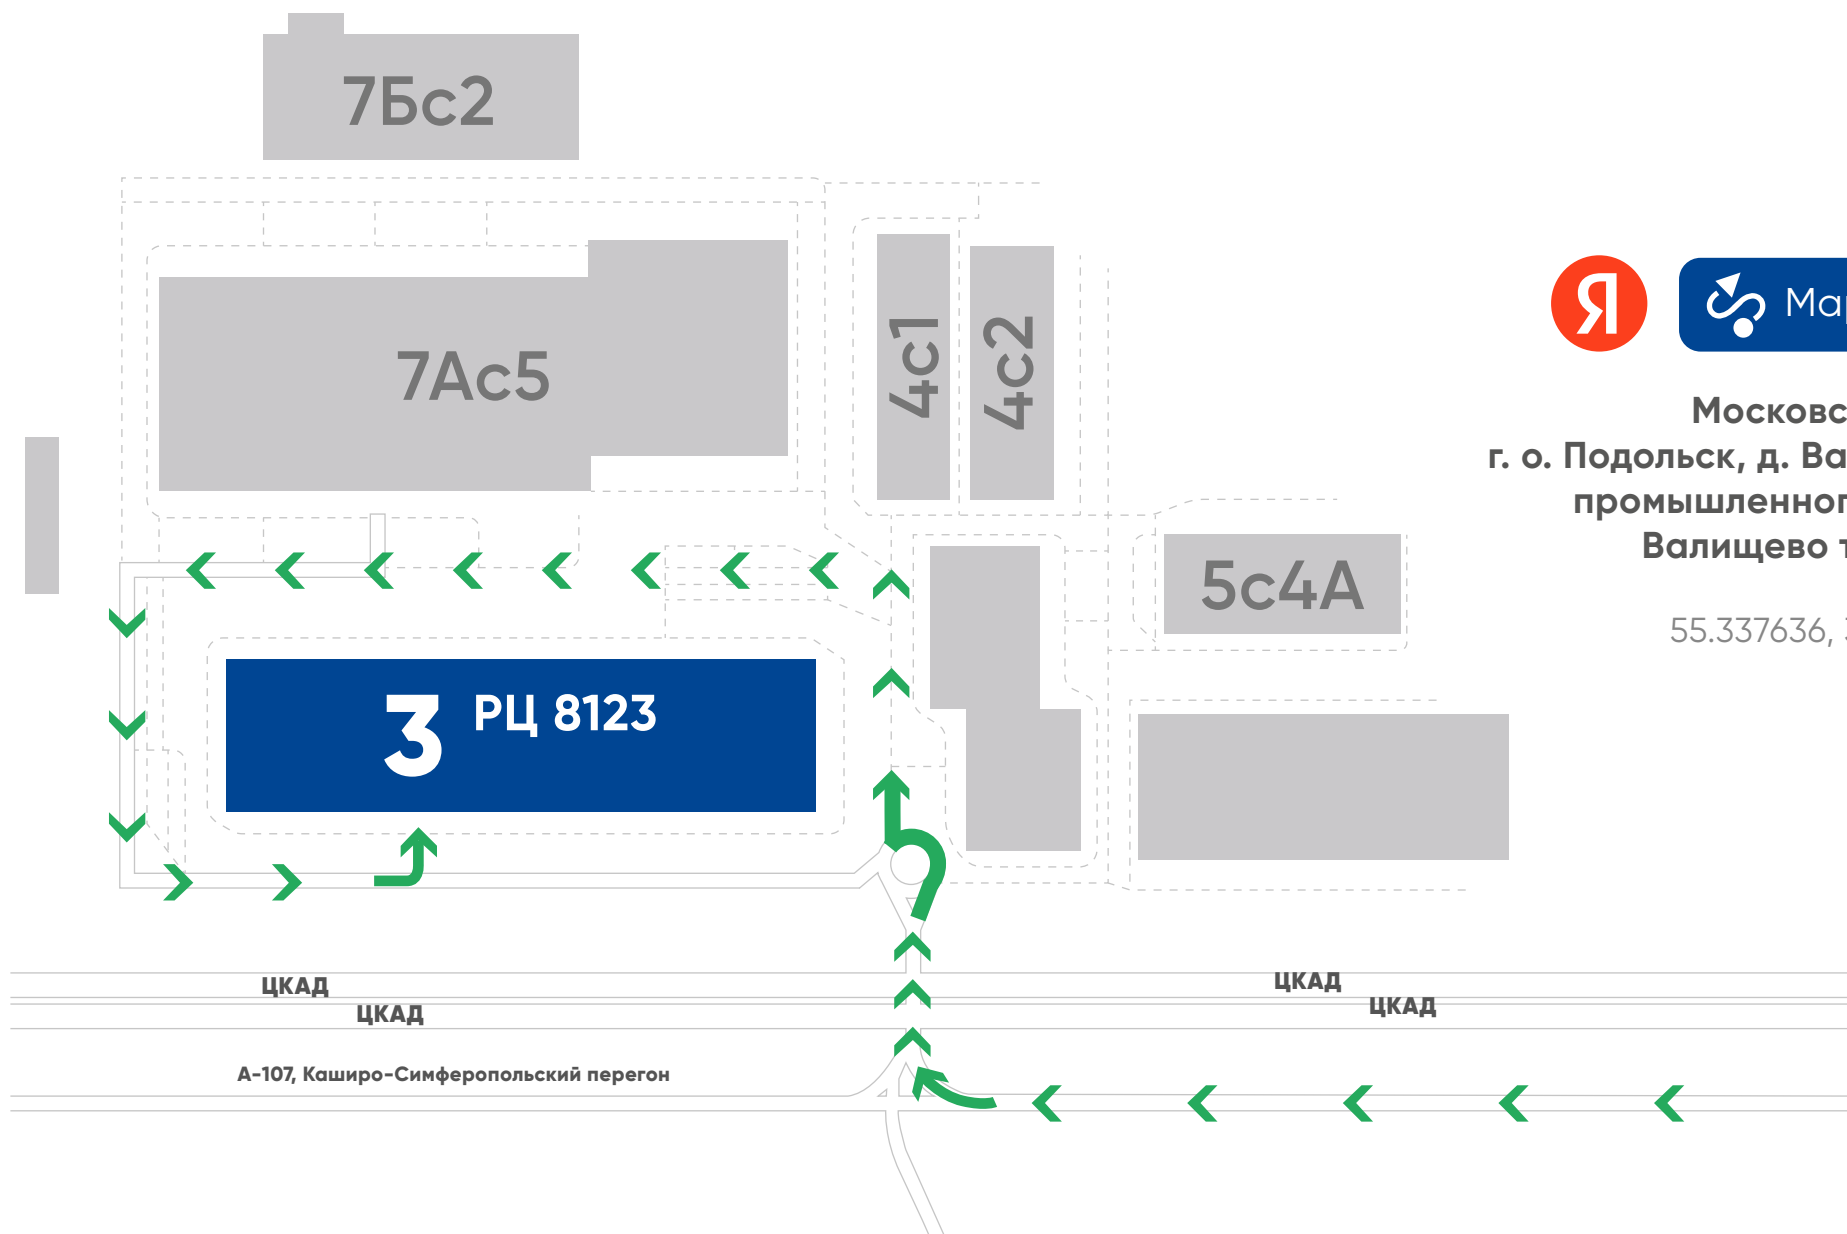 7Бс2
7Ас5
4с1
4с2
Я
Московс
г. о. Подольск, д. Ва
промышленног
Валищево
5с4А
55.337636,
3 РЦ 8123
ЦКАД
ЦКАД
ЦКАД
ЦКАД
А-107, Каширо-Симферопольский перегон